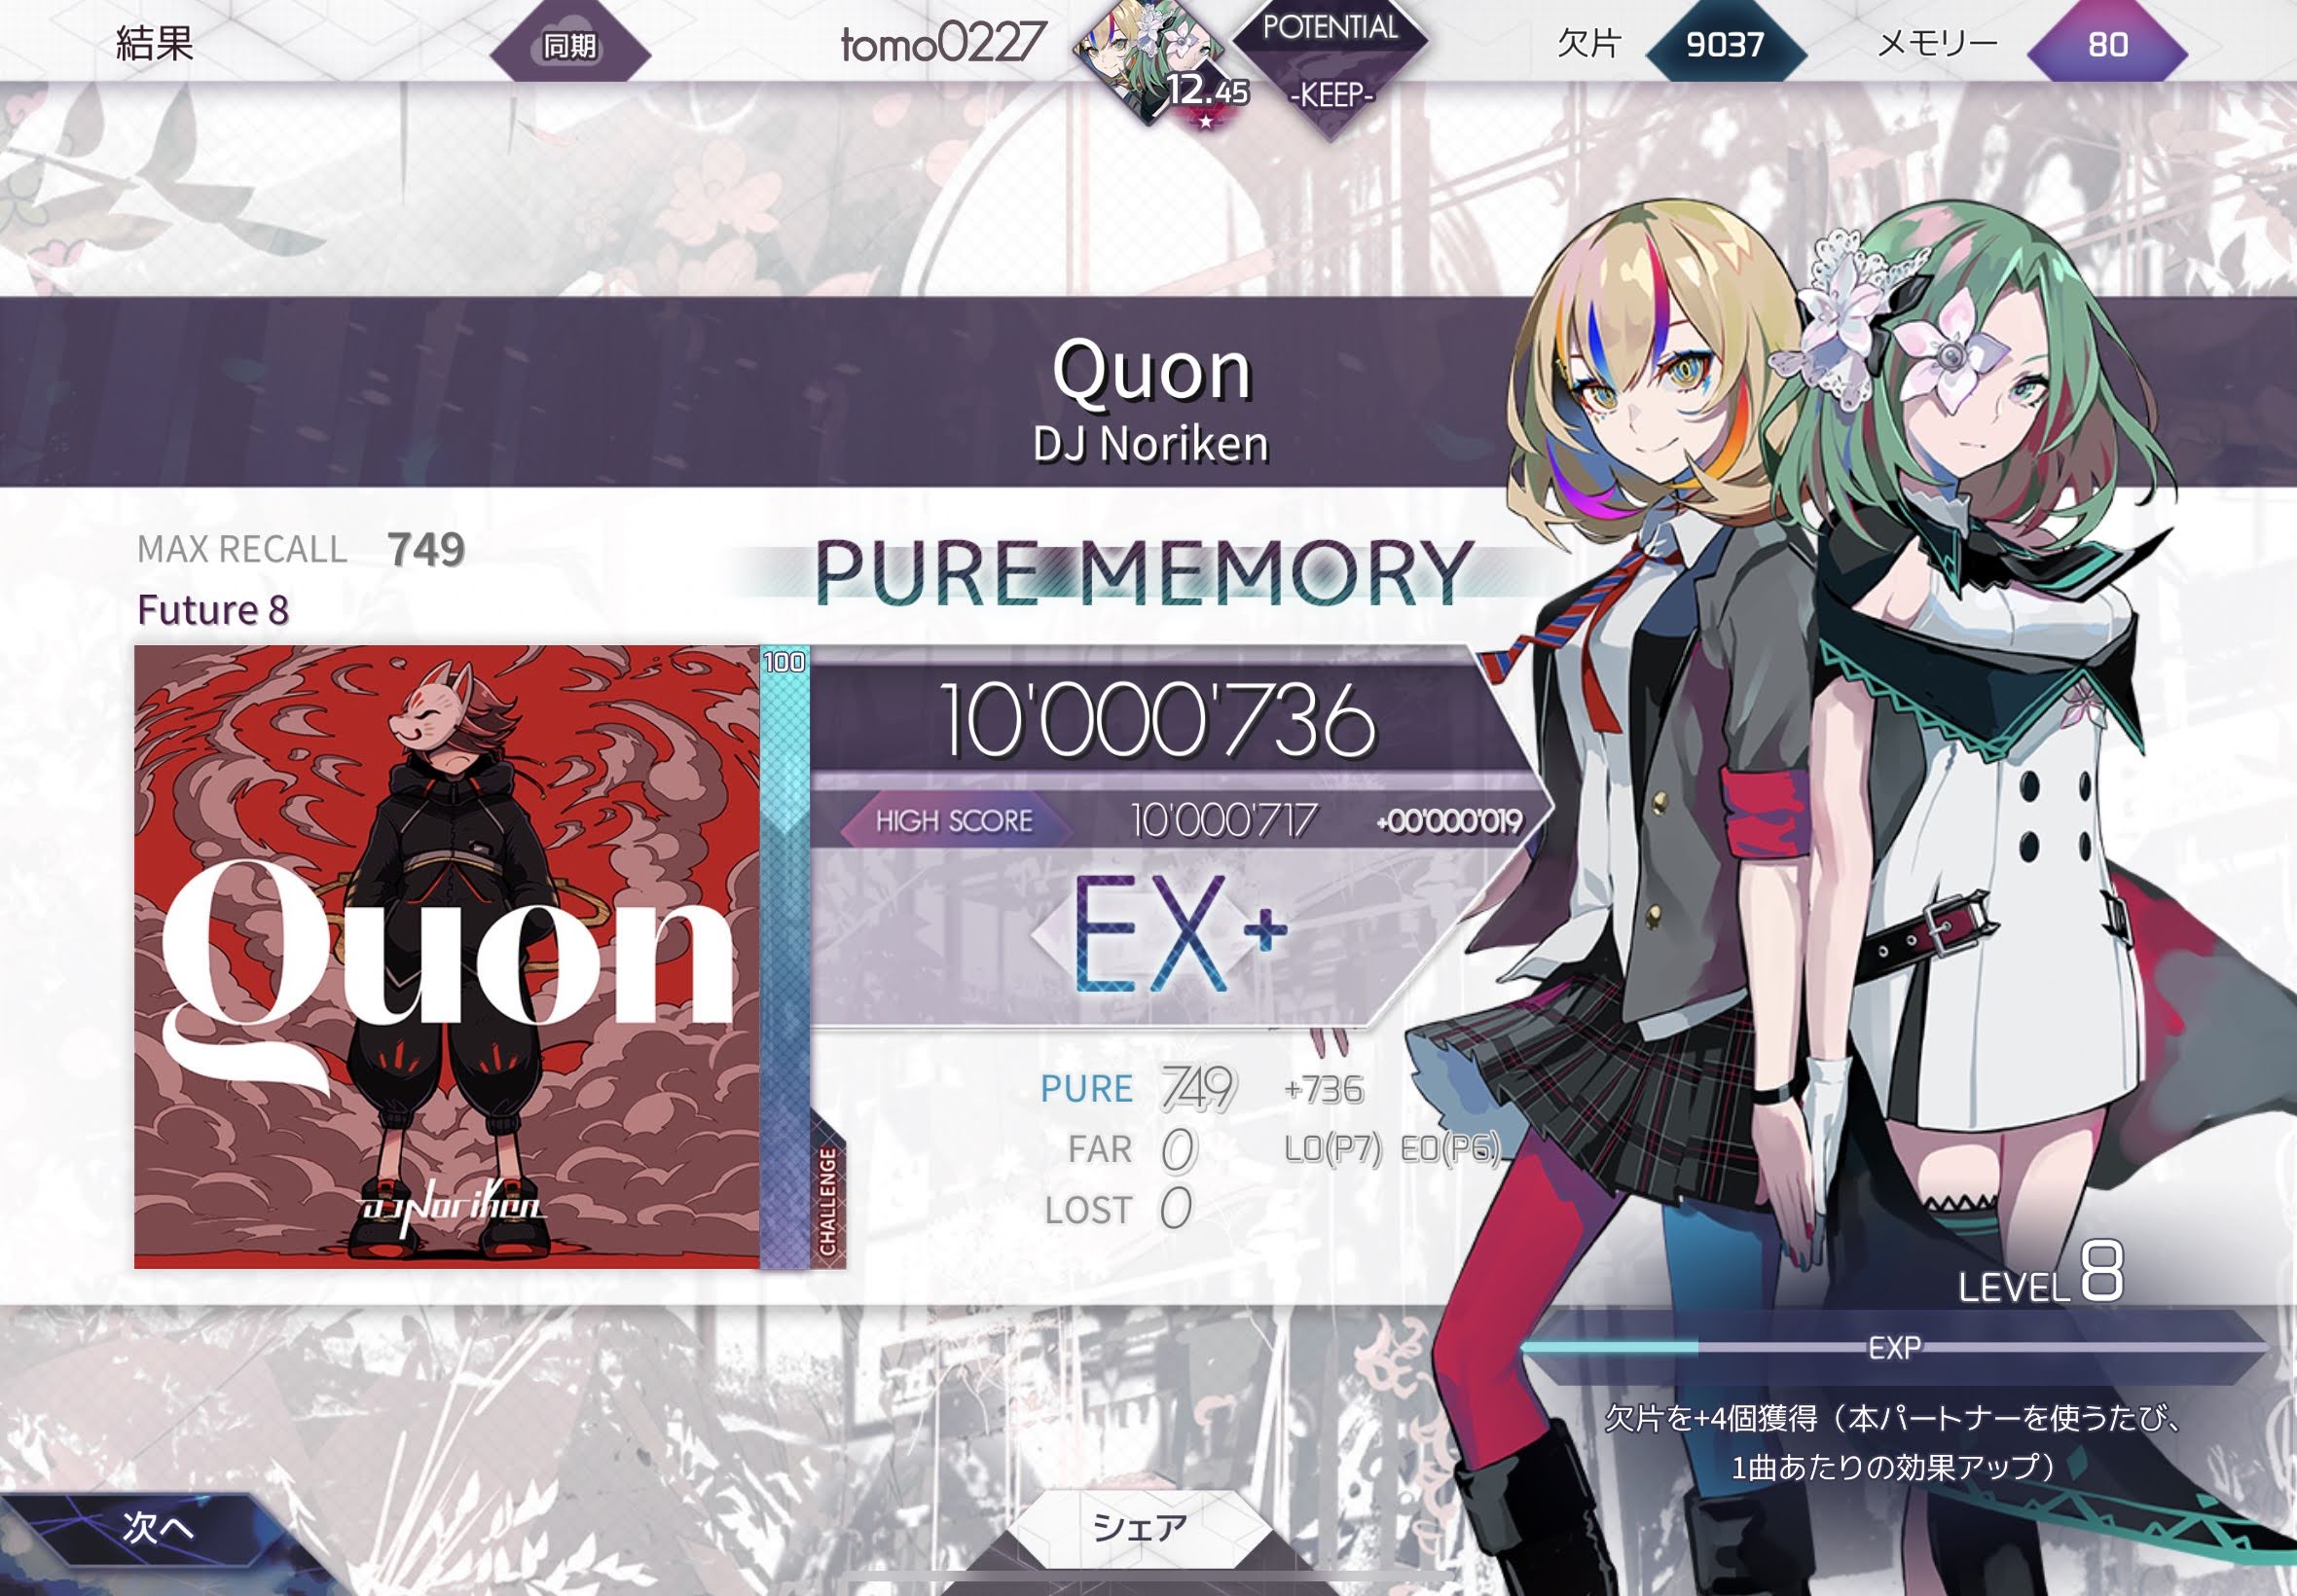 結果
同期
tomo0227
12.45
POTENTIAL
-KEEP-
欠片
9037
メモリー
80
Quon
DJ Noriken
MAX RECALL 749
Future 8
PURE MEMORY
100
10'000'736
HIGH SCORE 10'000'717 +00'000'019
EX+
Quon
DJ Noriken
CHALLENGE
PURE 749 +736
FAR 0 L0(P7) E0(P6)
LOST 0
LEVEL 8
EXP
欠片を+4個獲得（本パートナーを使うたび、
1曲あたりの効果アップ）
次へ
シェア